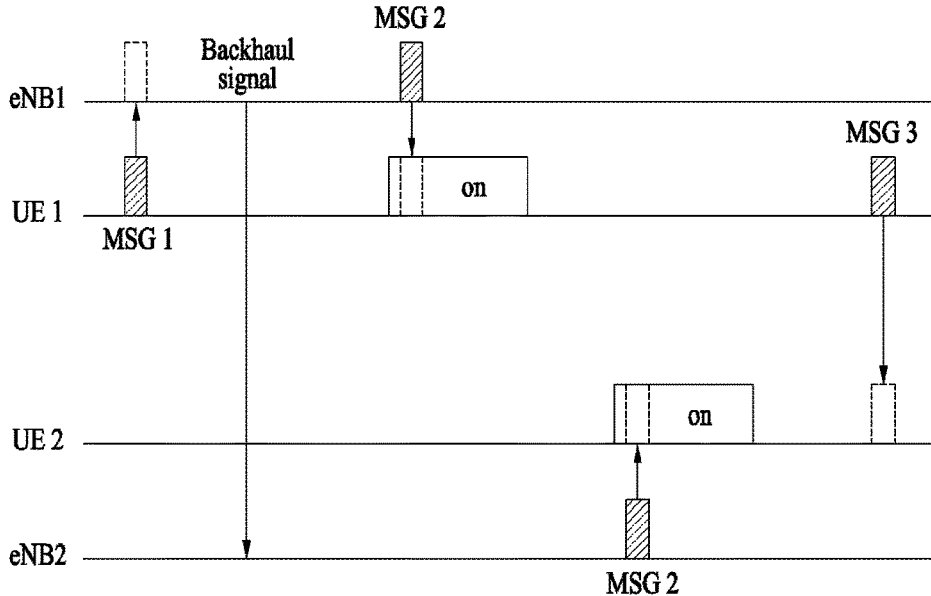 MSG 2
Backhaul
signal
eNB1
MSG 3
on
UE 1
MSG 1
on
UE 2
eNB2
MSG 2